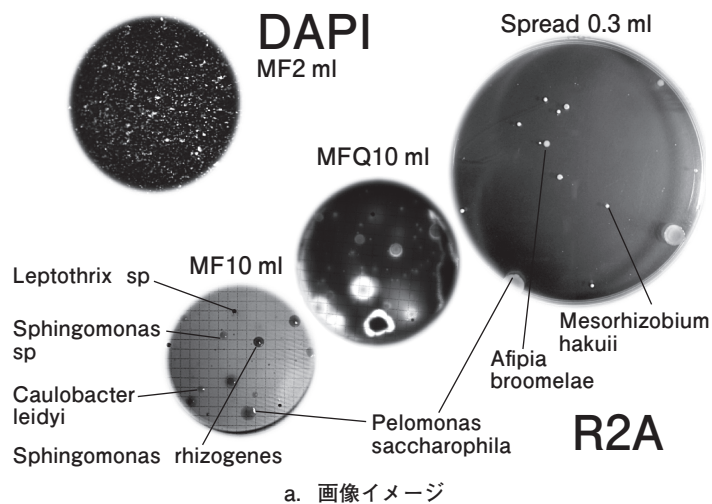 DAPI
MF2 ml
Spread 0.3 ml
MFQ10 ml
MF10 ml
Leptothrix sp
Sphingomonas
sp
Caulobacter
leidyi
Sphingomonas rhizogenes
Pelomonas
saccharophila
Afipia
broomelae
Mesorhizobium
hakuii
R2A
a. 画像イメージ